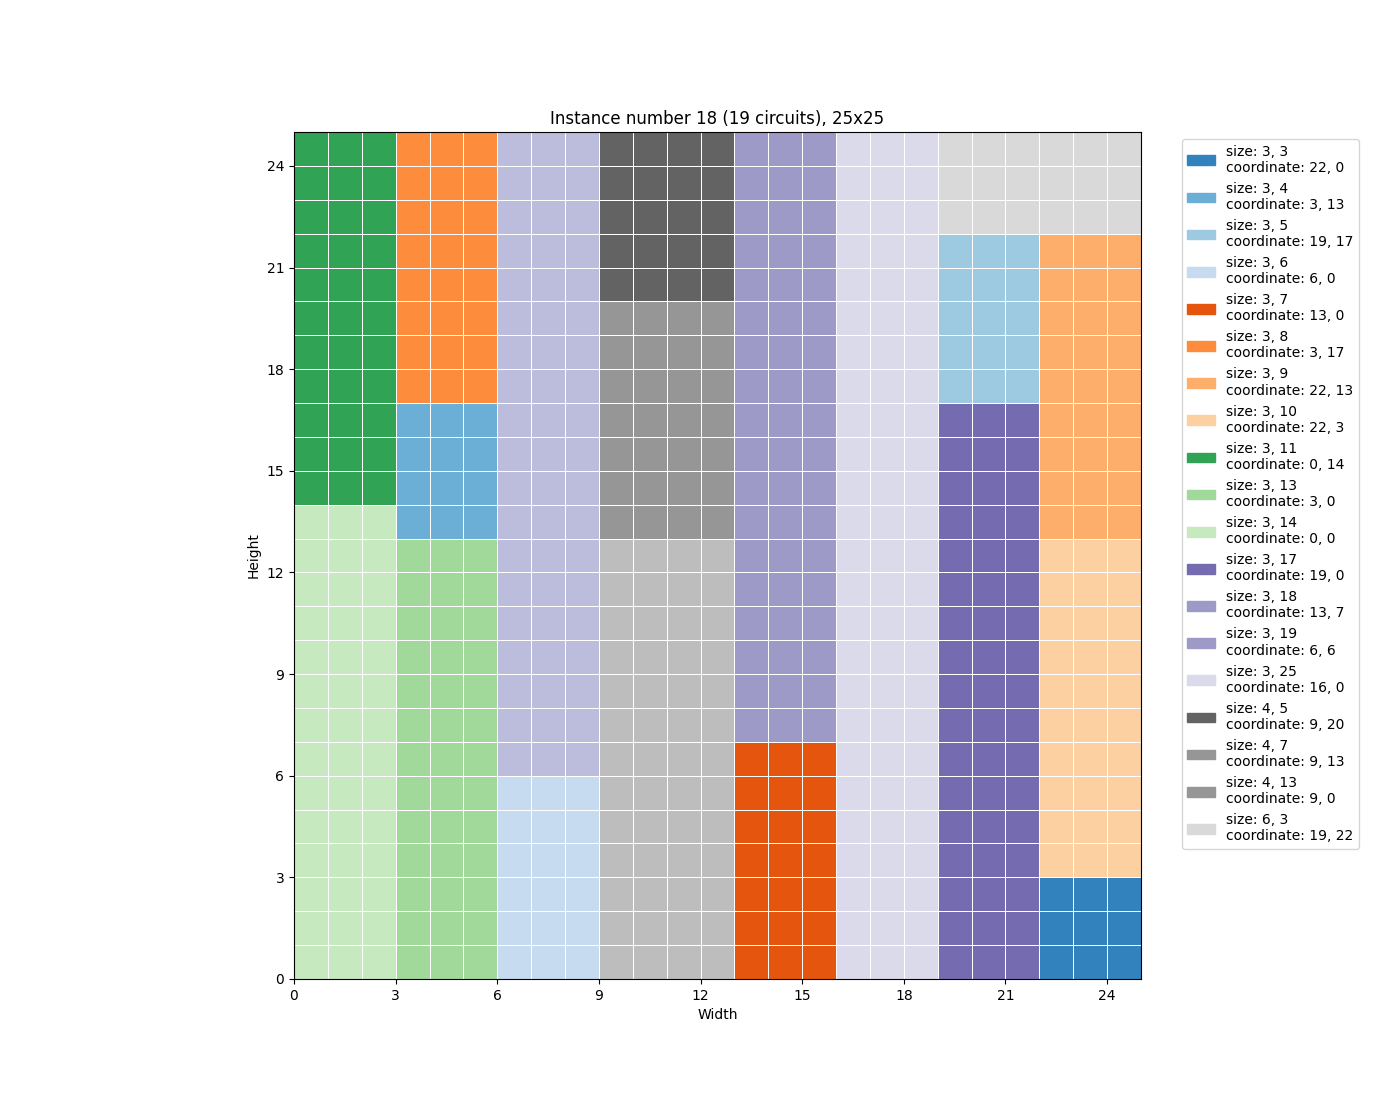 Instance number 18 (19 circuits), 25x25
24
21
18
15
12
9
6
3
0
Height
0 3 6 9 12 15 18 21 24
Width
size: 3, 3
coordinate: 22, 0
size: 3, 4
coordinate: 3, 13
size: 3, 5
coordinate: 19, 17
size: 3, 6
coordinate: 6, 0
size: 3, 7
coordinate: 13, 0
size: 3, 8
coordinate: 3, 17
size: 3, 9
coordinate: 22, 13
size: 3, 10
coordinate: 22, 3
size: 3, 11
coordinate: 0, 14
size: 3, 13
coordinate: 3, 0
size: 3, 14
coordinate: 0, 0
size: 3, 17
coordinate: 19, 0
size: 3, 18
coordinate: 13, 7
size: 3, 19
coordinate: 6, 6
size: 3, 25
coordinate: 16, 0
size: 4, 5
coordinate: 9, 20
size: 4, 7
coordinate: 9, 13
size: 4, 13
coordinate: 9, 0
size: 6, 3
coordinate: 19, 22